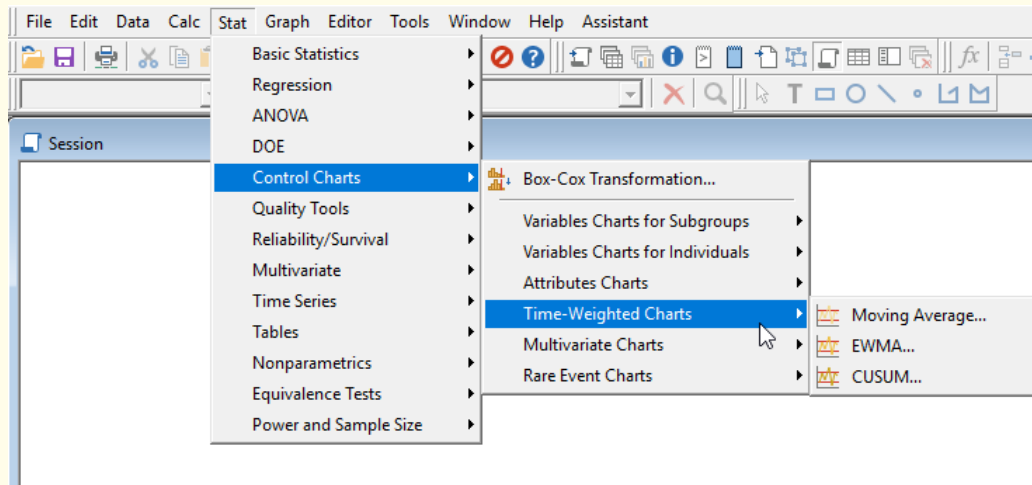 File Edit Data Calc Stat Graph Editor Tools Window Help Assistant
fx
T
Session
Basic Statistics
Regression
ANOVA
DOE
Control Charts
Quality Tools
Reliability/Survival
Multivariate
Time Series
Tables
Nonparametrics
Equivalence Tests
Power and Sample Size
Box-Cox Transformation...
Variables Charts for Subgroups
Variables Charts for Individuals
Attributes Charts
Time-Weighted Charts
Multivariate Charts
Rare Event Charts
Moving Average...
EWMA...
CUSUM...